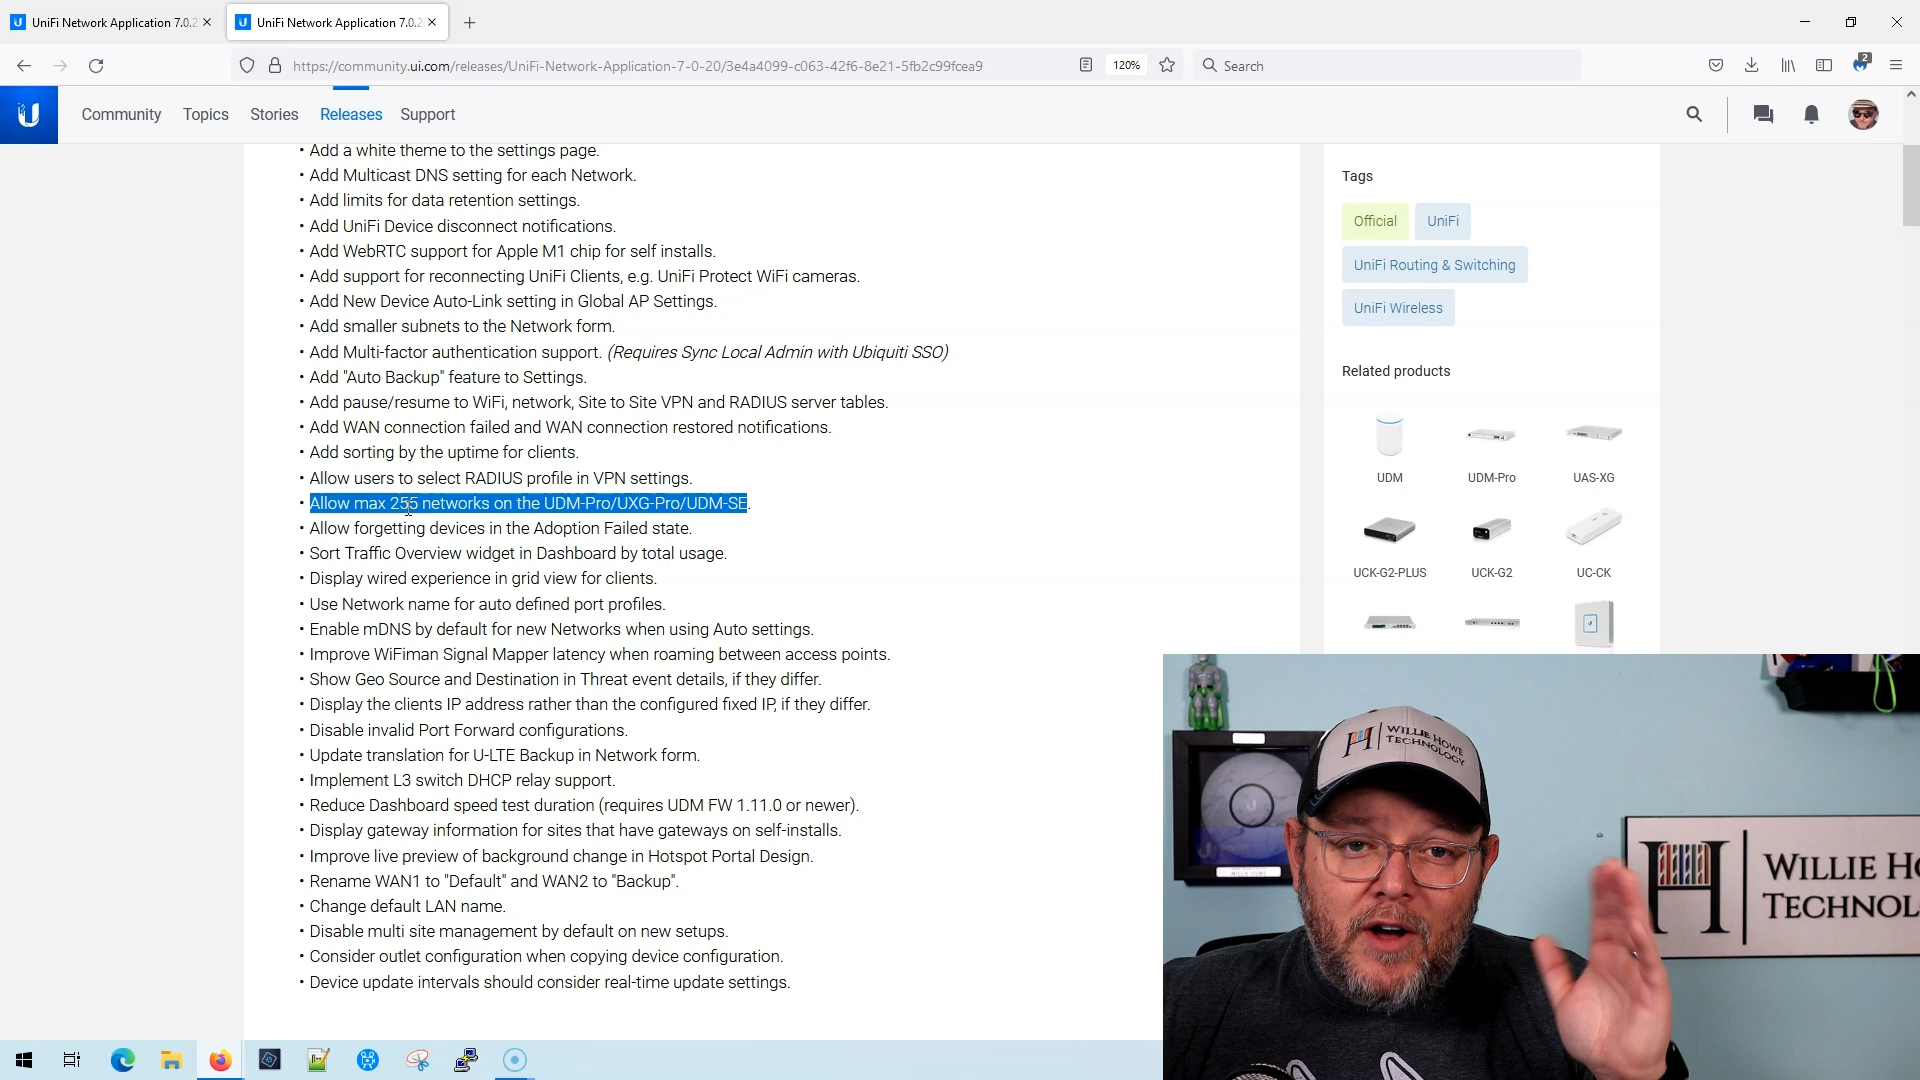 UniFi Network Application 7.0.2
UniFi Network Application 7.0.2
https://community.ui.com/releases/UniFi-Network-Application-7-0-20/3e4a4099-c063-42f6-8e21-5fb2c99fcea9
120%
Search
2
Community
Topics
Stories
Releases
Support
• Add a white theme to the settings page.
• Add Multicast DNS setting for each Network.
• Add limits for data retention settings.
• Add UniFi Device disconnect notifications.
• Add WebRTC support for Apple M1 chip for self installs.
• Add support for reconnecting UniFi Clients, e.g. UniFi Protect WiFi cameras.
• Add New Device Auto-Link setting in Global AP Settings.
• Add smaller subnets to the Network form.
• Add Multi-factor authentication support. (Requires Sync Local Admin with Ubiquiti SSO)
• Add "Auto Backup" feature to Settings.
• Add pause/resume to WiFi, network, Site to Site VPN and RADIUS server tables.
• Add WAN connection failed and WAN connection restored notifications.
• Add sorting by the uptime for clients.
• Allow users to select RADIUS profile in VPN settings.
• Allow max 255 networks on the UDM-Pro/UXG-Pro/UDM-SE.
• Allow forgetting devices in the Adoption Failed state.
• Sort Traffic Overview widget in Dashboard by total usage.
• Display wired experience in grid view for clients.
• Use Network name for auto defined port profiles.
• Enable mDNS by default for new Networks when using Auto settings.
• Improve WiFiman Signal Mapper latency when roaming between access points.
• Show Geo Source and Destination in Threat event details, if they differ.
• Display the clients IP address rather than the configured fixed IP, if they differ.
• Disable invalid Port Forward configurations.
• Update translation for U-LTE Backup in Network form.
• Implement L3 switch DHCP relay support.
• Reduce Dashboard speed test duration (requires UDM FW 1.11.0 or newer).
• Display gateway information for sites that have gateways on self-installs.
• Improve live preview of background change in Hotspot Portal Design.
• Rename WAN1 to "Default" and WAN2 to "Backup".
• Change default LAN name.
• Disable multi site management by default on new setups.
• Consider outlet configuration when copying device configuration.
• Device update intervals should consider real-time update settings.
Tags
Official
UniFi
UniFi Routing & Switching
UniFi Wireless
Related products
UDM
UDM-Pro
UAS-XG
UCK-G2-PLUS
UCK-G2
UC-CK
WILLIE HOWE
TECHNOLOGY
WILLIE HO
TECHNOL